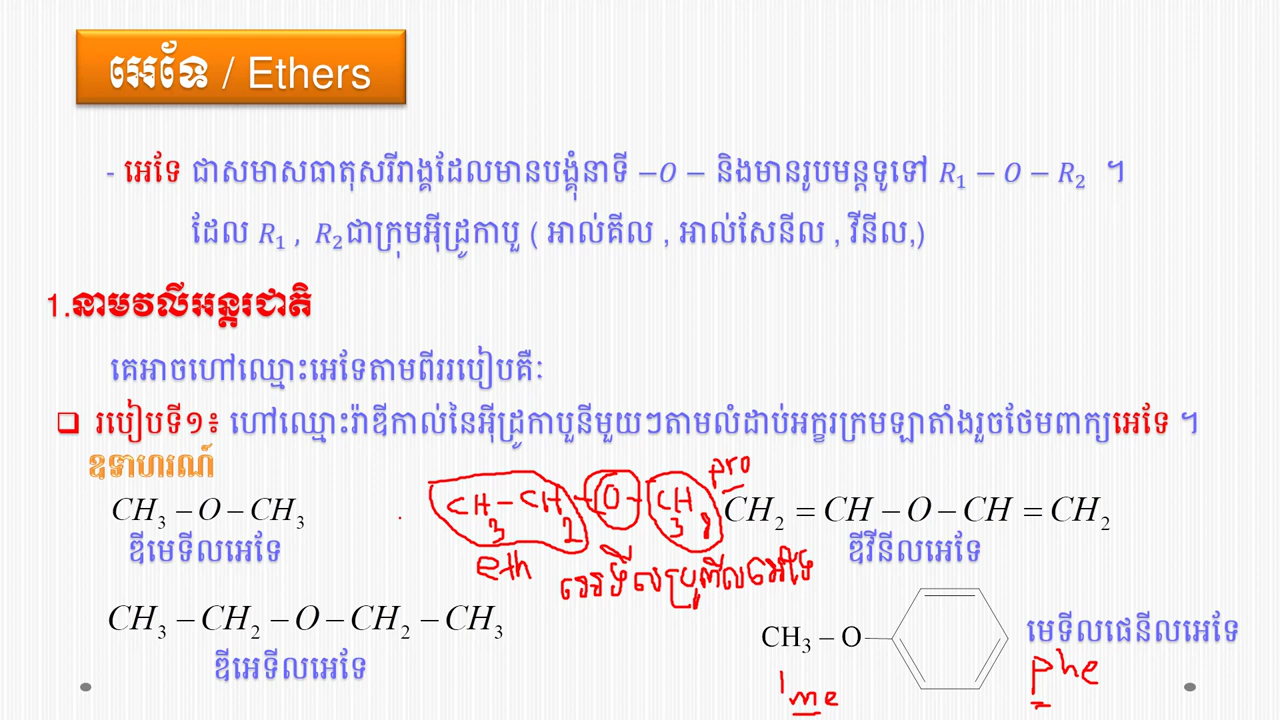 អេទែ / Ethers
- អេទែ ជាសមាសធាតុសរីរាង្គដែលមានបង្គុំនាទី −O − និងមានរូបមន្តទូទៅ R₁ − O − R₂ ។
ដែល R₁ , R₂ជាក្រុមអ៊ីដ្រូកាបួ ( អាល់គីល , អាល់សែនីល , វីនីល,)
1.នាមវលីអន្តរជាតិ
គេអាចហៅឈ្មោះអេទែតាមពីររបៀបគឺៈ
របៀបទី១៖ ហៅឈ្មោះរ៉ាឌីកាល់នៃអ៊ីដ្រូកាបួនីមួយៗតាមលំដាប់អក្ខរក្រមឡាតាំងរួចថែមពាក្យអេទែ ។
ឧទាហរណ៍
pro
CH₃ − O − CH₃
CH₃ − CH₂ − O − CH₃
CH₂ = CH − O − CH = CH₂
ឌីមេទីលអេទែ
ឌីវីនីលអេទែ
eth
អេទីលប្រូពីលអេទែ
CH₃ − CH₂ − O − CH₂ − CH₃
CH₃ − O
មេទីលផេនីលអេទែ
ឌីអេទីលអេទែ
me
phe